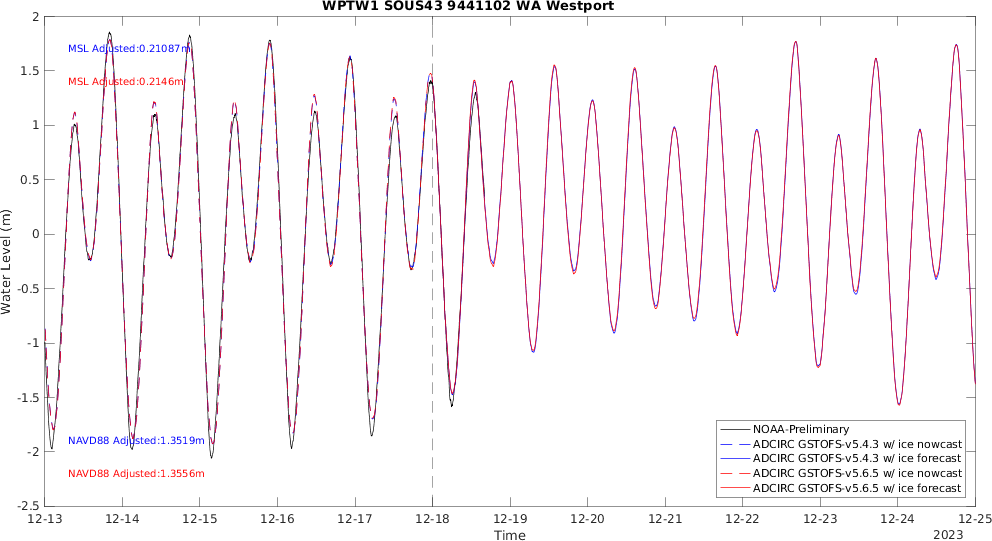 WPTW1 SOUS43 9441102 WA Westport
2
1.5
1
0.5
0
-0.5
-1
-1.5
-2
-2.5
Water Level (m)
MSL Adjusted:0.21087m
MSL Adjusted:0.2146m
NAVD88 Adjusted:1.3519m
NAVD88 Adjusted:1.3556m
NOAA-Preliminary
ADCIRC GSTOFS-v5.4.3 w/ ice nowcast
ADCIRC GSTOFS-v5.4.3 w/ ice forecast
ADCIRC GSTOFS-v5.6.5 w/ ice nowcast
ADCIRC GSTOFS-v5.6.5 w/ ice forecast
12-13 12-14 12-15 12-16 12-17 12-18 12-19 12-20 12-21 12-22 12-23 12-24 12-25
Time
2023